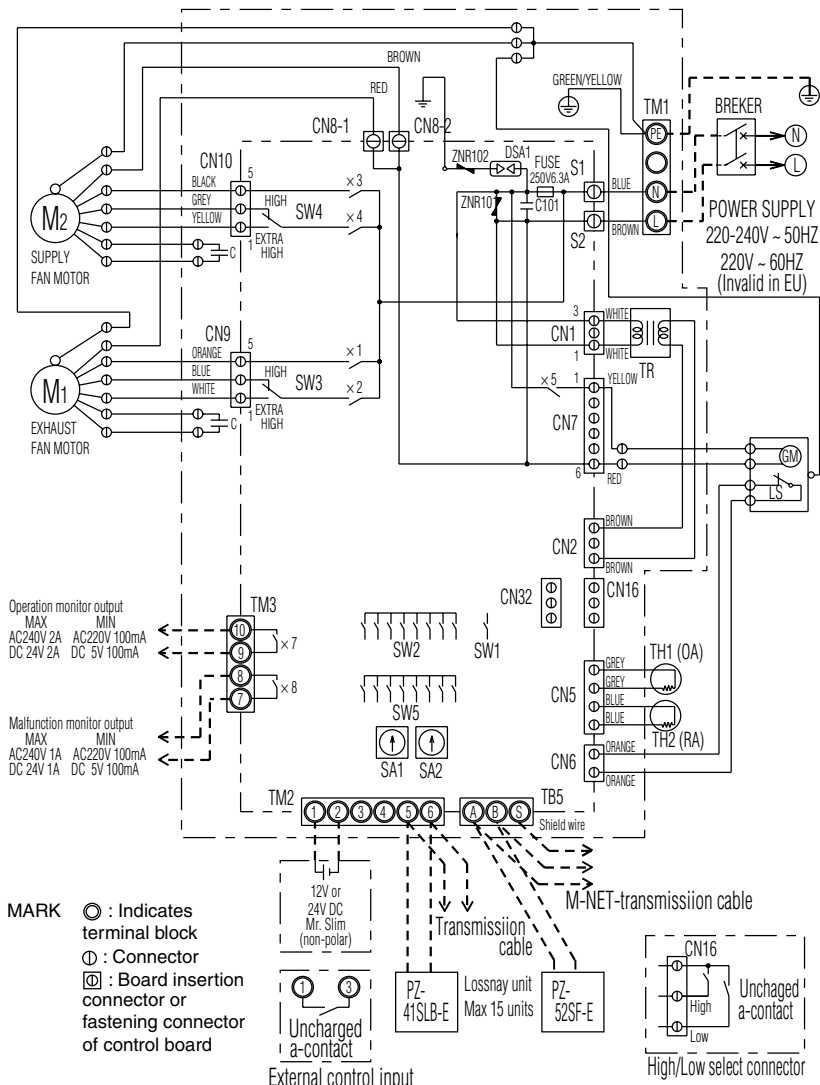 BROWN
RED
GREEN/YELLOW
TM1
BREKER
PE
N
L
N
L
CN8-1
CN8-2
ZNR102
DSA1
FUSE
250V6.3A
S1
BLUE
ZNR101
C101
S2
BROWN
POWER SUPPLY
220-240V ~ 50HZ
220V ~ 60HZ
(Invalid in EU)
CN10
5
BLACK
GREY
YELLOW
HIGH
SW4
EXTRA
HIGH
1
×3
×4
C
M2
SUPPLY
FAN MOTOR
CN9
5
ORANGE
BLUE
WHITE
HIGH
SW3
EXTRA
HIGH
1
×1
×2
C
M1
EXHAUST
FAN MOTOR
3
WHITE
CN1
1
WHITE
TR
×5
1
YELLOW
CN7
6
RED
GM
LS
BROWN
CN2
BROWN
CN32
CN16
Operation monitor output
MAX MIN
AC240V 2A AC220V 100mA
DC 24V 2A DC 5V 100mA
TM3
10
9
8
7
×7
×8
Malfunction monitor output
MAX MIN
AC240V 1A AC220V 100mA
DC 24V 1A DC 5V 100mA
SW2
SW1
SW5
SA1
SA2
TH1 (OA)
GREY
GREY
CN5
BLUE
BLUE
TH2 (RA)
ORANGE
CN6
ORANGE
TM2
1 2 3 4 5 6
A B S
TB5
Shield wire
12V or
24V DC
Mr. Slim
(non-polar)
Transmissiion
cable
M-NET-transmissiion cable
MARK
: Indicates
terminal block
: Connector
: Board insertion
connector or
fastening connector
of control board
1 3
Uncharged
a-contact
External control input
PZ-
41SLB-E
Lossnay unit
Max 15 units
PZ-
52SF-E
CN16
High
Low
Unchaged
a-contact
High/Low select connector